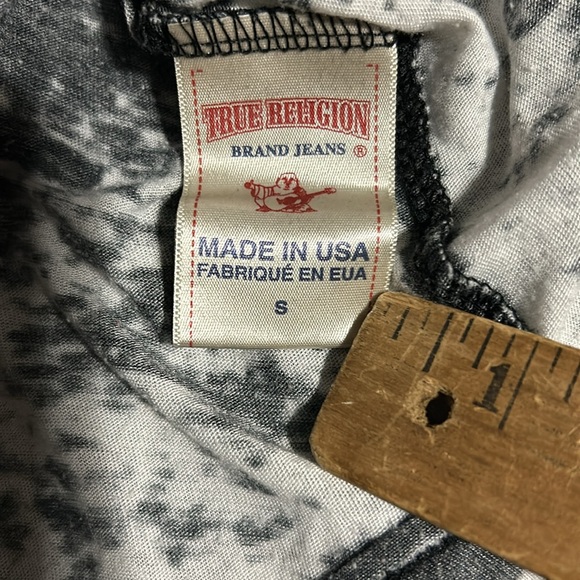 TRUE RELIGION
BRAND JEANS ®
MADE IN USA
FABRIQUÉ EN EUA
S
1